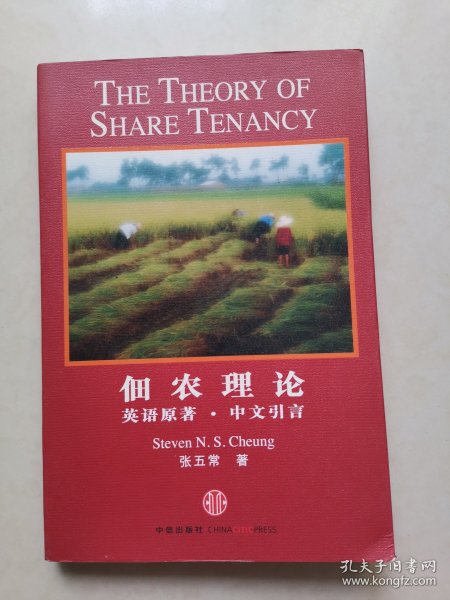 THE THEORY OF
SHARE TENANCY
佃农理论
英语原著·中文引言
Steven N. S. Cheung
张五常 著
中信出版社 CHINA CITIC PRESS
孔夫子旧书网
www.kongfz.com